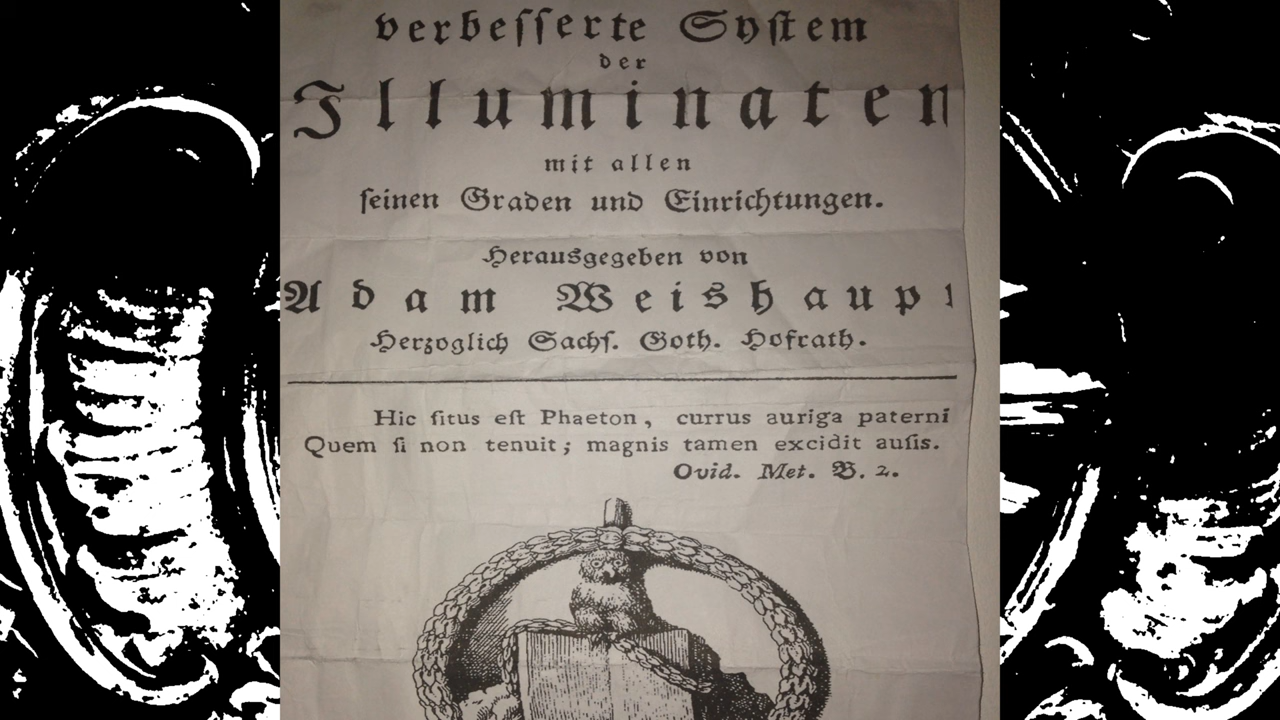 verbeſſerte Syſtem
der
Illuminaten
mit allen
ſeinen Graden und Einrichtungen.
Herausgegeben von
Adam Weishaupt
Herzoglich Sachſ. Goth. Hofrath.
Hic ſitus eſt Phaeton, currus auriga paterni
Quem ſi non tenuit; magnis tamen excidit auſis.
Ovid. Met. B. 2.